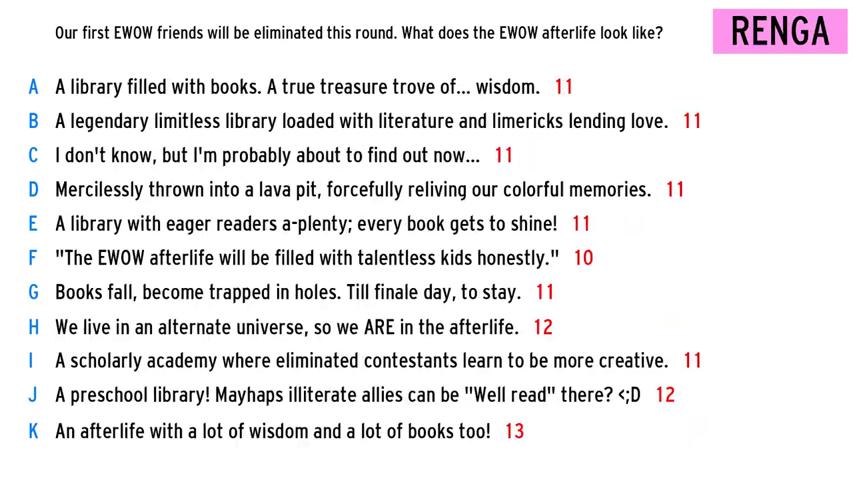 Our first EWOW friends will be eliminated this round. What does the EWOW afterlife look like?
RENGA
A A library filled with books. A true treasure trove of... wisdom. 11
B A legendary limitless library loaded with literature and limericks lending love. 11
C I don't know, but I'm probably about to find out now... 11
D Mercilessly thrown into a lava pit, forcefully reliving our colorful memories. 11
E A library with eager readers a-plenty; every book gets to shine! 11
F "The EWOW afterlife will be filled with talentless kids honestly." 10
G Books fall, become trapped in holes. Till finale day, to stay. 11
H We live in an alternate universe, so we ARE in the afterlife. 12
I A scholarly academy where eliminated contestants learn to be more creative. 11
J A preschool library! Mayhaps illiterate allies can be "Well read" there? <;D 12
K An afterlife with a lot of wisdom and a lot of books too! 13